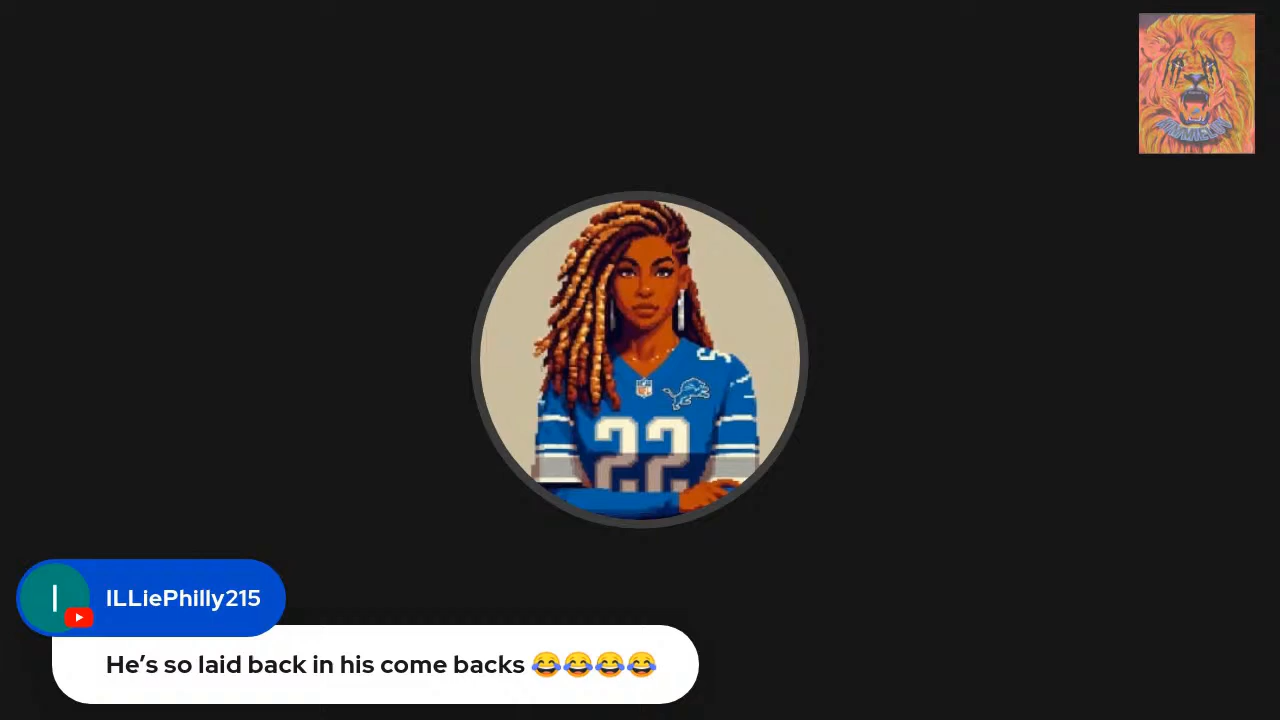 22
I ILLiePhilly215
He’s so laid back in his come backs 😂😂😂😂